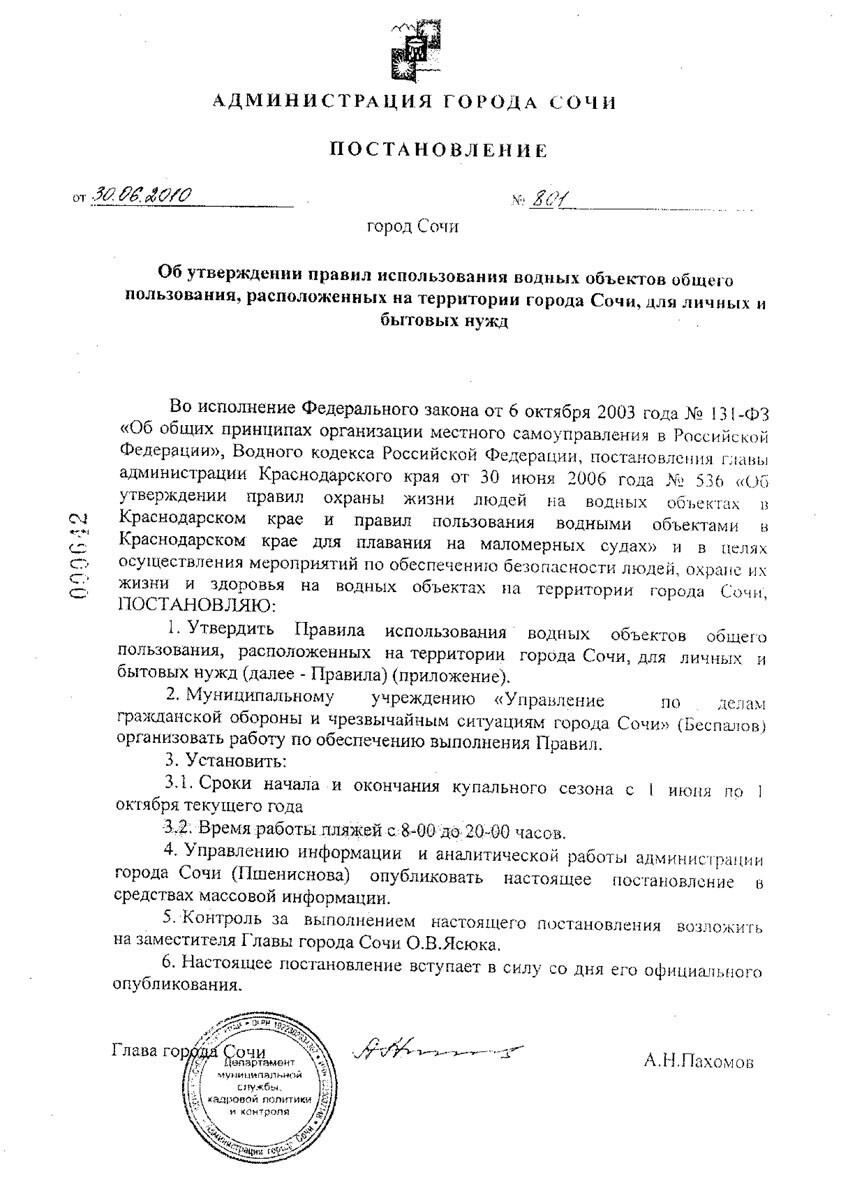 АДМИНИСТРАЦИЯ ГОРОДА СОЧИ
ПОСТАНОВЛЕНИЕ
от 30.06.2010 № 801
город Сочи
Об утверждении правил использования водных объектов общего
пользования, расположенных на территории города Сочи, для личных и
бытовых нужд
Во исполнение Федерального закона от 6 октября 2003 года № 131-ФЗ
«Об общих принципах организации местного самоуправления в Российской
Федерации», Водного кодекса Российской Федерации, постановления главы
администрации Краснодарского края от 30 июня 2006 года № 536 «Об
утверждении правил охраны жизни людей на водных объектах в
Краснодарском крае и правил пользования водными объектами в
Краснодарском крае для плавания на маломерных судах» и в целях
осуществления мероприятий по обеспечению безопасности людей, охране их
жизни и здоровья на водных объектах на территории города Сочи,
ПОСТАНОВЛЯЮ:
1. Утвердить Правила использования водных объектов общего
пользования, расположенных на территории города Сочи, для личных и
бытовых нужд (далее - Правила) (приложение).
2. Муниципальному учреждению «Управление по делам
гражданской обороны и чрезвычайным ситуациям города Сочи» (Беспалов)
организовать работу по обеспечению выполнения Правил.
3. Установить:
3.1. Сроки начала и окончания купального сезона с 1 июня по 1
октября текущего года
3.2. Время работы пляжей с 8-00 до 20-00 часов.
4. Управлению информации и аналитической работы администрации
города Сочи (Пшениснова) опубликовать настоящее постановление в
средствах массовой информации.
5. Контроль за выполнением настоящего постановления возложить
на заместителя Главы города Сочи О.В.Ясюка.
6. Настоящее постановление вступает в силу со дня его официального
опубликования.
Глава города Сочи
А.Н.Пахомов
Департамент
муниципальной
службы,
кадровой политики
и контроля
администрации города Сочи